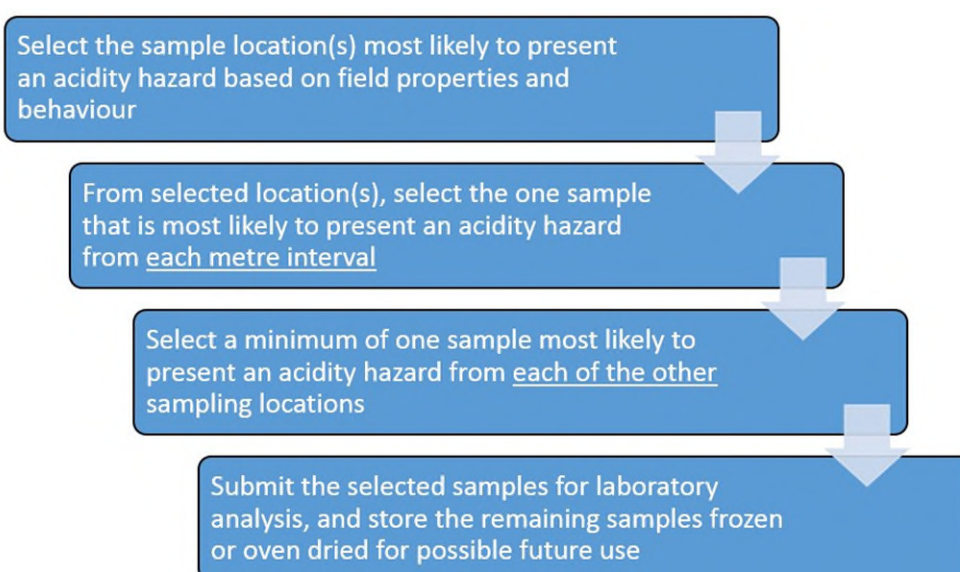 Select the sample location(s) most likely to present
an acidity hazard based on field properties and
behaviour
From selected location(s), select the one sample
that is most likely to present an acidity hazard
from each metre interval
Select a minimum of one sample most likely to
present an acidity hazard from each of the other
sampling locations
Submit the selected samples for laboratory
analysis, and store the remaining samples frozen
or oven dried for possible future use